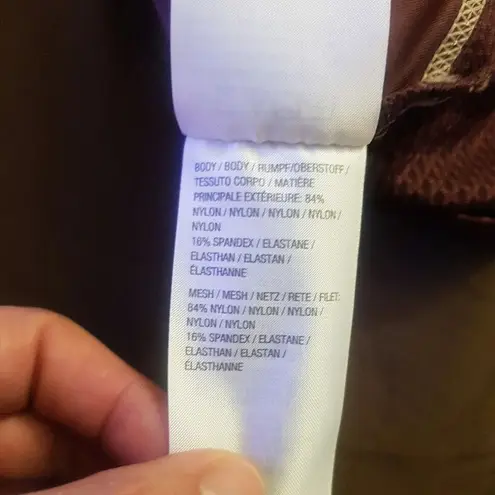 BODY / BODY / RUMPF/OBERSTOFF /
TESSUTO CORPO / MATIÈRE
PRINCIPALE EXTÉRIEURE: 84%
NYLON / NYLON / NYLON / NYLON /
NYLON
16% SPANDEX / ELASTANE /
ELASTHAN / ELASTAN /
ÉLASTHANNE
MESH / MESH / NETZ / RETE / FILET:
84% NYLON / NYLON / NYLON /
NYLON / NYLON
16% SPANDEX / ELASTANE /
ELASTHAN / ELASTAN /
ÉLASTHANNE